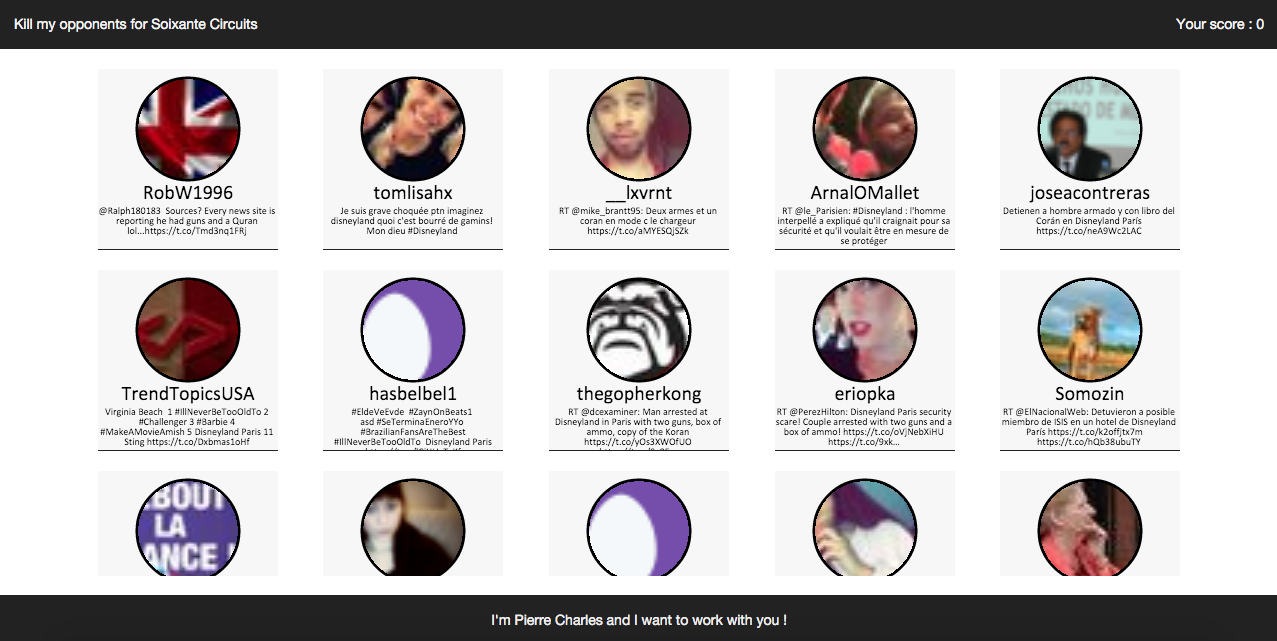 Kill my opponents for Soixante Circuits
Your score : 0
RobW1996
@Ralph180183 Sources? Every news site is
reporting he had guns and a Quran
lol...https://t.co/Tmd3nq1FRj
tomlisahx
Je suis grave choquée ptn imaginez
disneyland quoi c'est bourré de gamins!
Mon dieu #Disneyland
__lxvrnt
RT @mike_brantt95: Deux armes et un
coran en mode c le chargeur
https://t.co/aMYESQjSZk
ArnalOMallet
RT @le_Parisien: #Disneyland : l'homme
interpellé a expliqué qu'il craignait pour sa
sécurité et qu'il voulait être en mesure de
se protéger
joseacontreras
Detienen a hombre armado y con libro del
Corán en Disneyland París
https://t.co/neA9Wc2LAC
TrendTopicsUSA
Virginia Beach 1 #IllNeverBeTooOldTo 2
#Challenger 3 #Barbie 4
#MakeAMovieAmish 5 Disneyland Paris 11
Sting https://t.co/Dxbmas1oHf
hasbelbel1
#EldeVeEvde #ZaynOnBeats1
asd #SeTerminaEneroYYo
#BrazilianFansAreTheBest
#IllNeverBeTooOldTo Disneyland Paris
thegopherkong
RT @dcexaminer: Man arrested at
Disneyland in Paris with two guns, box of
ammo, copy of the Koran
https://t.co/yOs3XWOfUO
eriopka
RT @PerezHilton: Disneyland Paris security
scare! Couple arrested with two guns and a
box of ammo! https://t.co/oVjNebXiHU
https://t.co/9xk...
Somozin
RT @ElNacionalWeb: Detuvieron a posible
miembro de ISIS en un hotel de Disneyland
París https://t.co/k2offjtx7m
https://t.co/hQb38ubuTY
BOUT
LA
ANCE !
I'm Pierre Charles and I want to work with you !